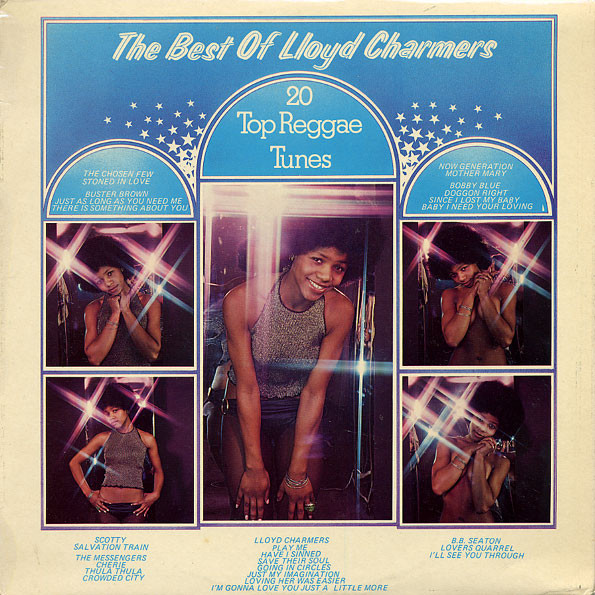 The Best Of Lloyd Charmers
20
Top Reggae
Tunes
THE CHOSEN FEW
STONED IN LOVE
BUSTER BROWN
JUST AS LONG AS YOU NEED ME
THERE IS SOMETHING ABOUT YOU
NOW GENERATION
MOTHER MARY
BOBBY BLUE
DOGGON RIGHT
SINCE I LOST MY BABY
BABY I NEED YOUR LOVING
SCOTTY
SALVATION TRAIN
THE MESSENGERS
CHERIE
THULA THULA
CROWDED CITY
LLOYD CHARMERS
PLAY ME
HAVE I SINNED
SAVE THEIR SOUL
GOING IN CIRCLES
JUST MY IMAGINATION
LOVING HER WAS EASIER
I'M GONNA LOVE YOU JUST A LITTLE MORE
B.B. SEATON
LOVERS QUARREL
I'LL SEE YOU THROUGH